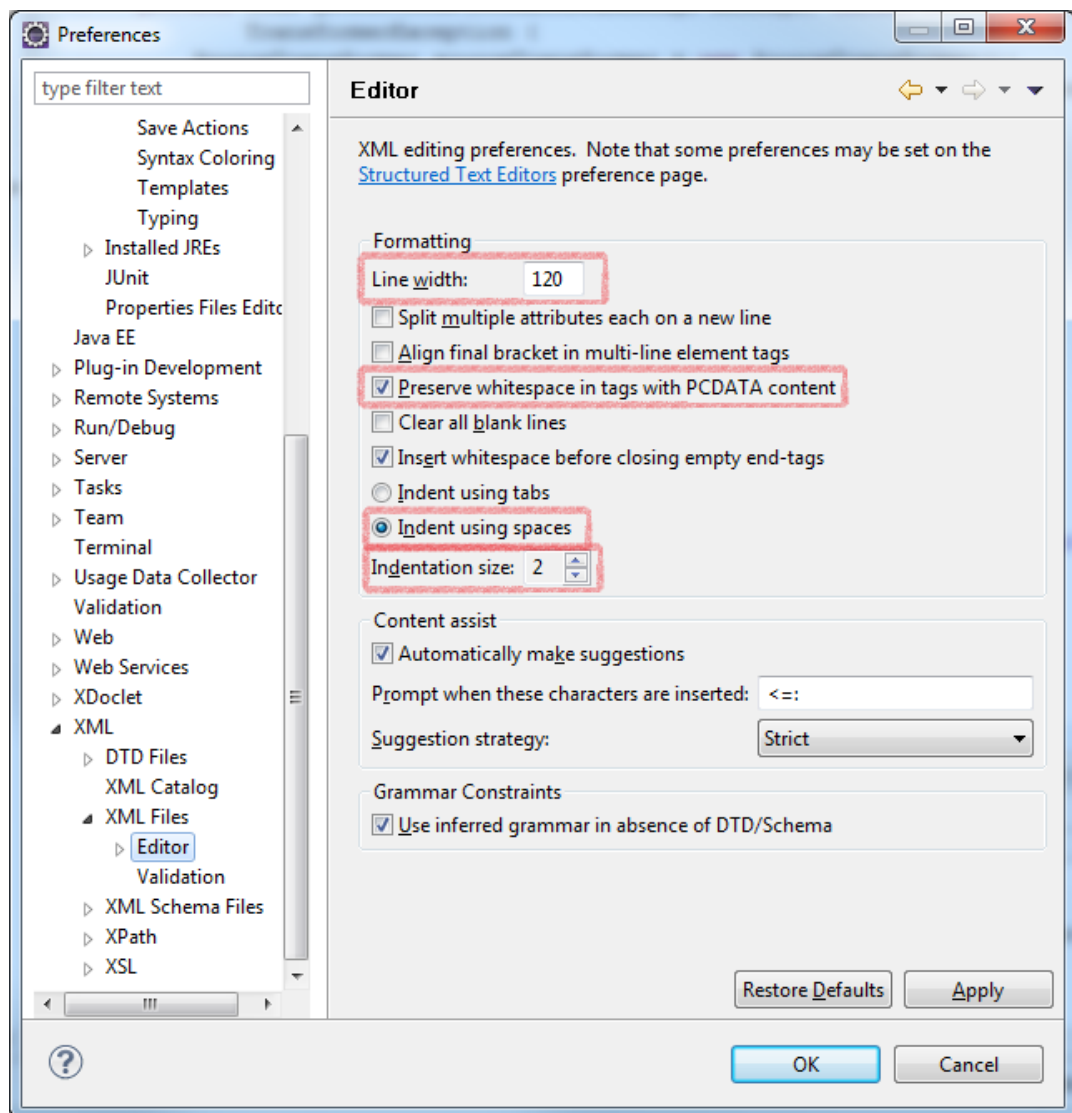 Preferences
type filter text
Save Actions
Syntax Coloring
Templates
Typing
Installed JREs
JUnit
Properties Files Editc
Java EE
Plug-in Development
Remote Systems
Run/Debug
Server
Tasks
Team
Terminal
Usage Data Collector
Validation
Web
Web Services
XDoclet
XML
DTD Files
XML Catalog
XML Files
Editor
Validation
XML Schema Files
XPath
XSL
Editor
XML editing preferences.  Note that some preferences may be set on the
Structured Text Editors preference page.
Formatting
Line width: 120
Split multiple attributes each on a new line
Align final bracket in multi-line element tags
Preserve whitespace in tags with PCDATA content
Clear all blank lines
Insert whitespace before closing empty end-tags
Indent using tabs
Indent using spaces
Indentation size: 2
Content assist
Automatically make suggestions
Prompt when these characters are inserted: <=:
Suggestion strategy: Strict
Grammar Constraints
Use inferred grammar in absence of DTD/Schema
Restore Defaults Apply
OK Cancel